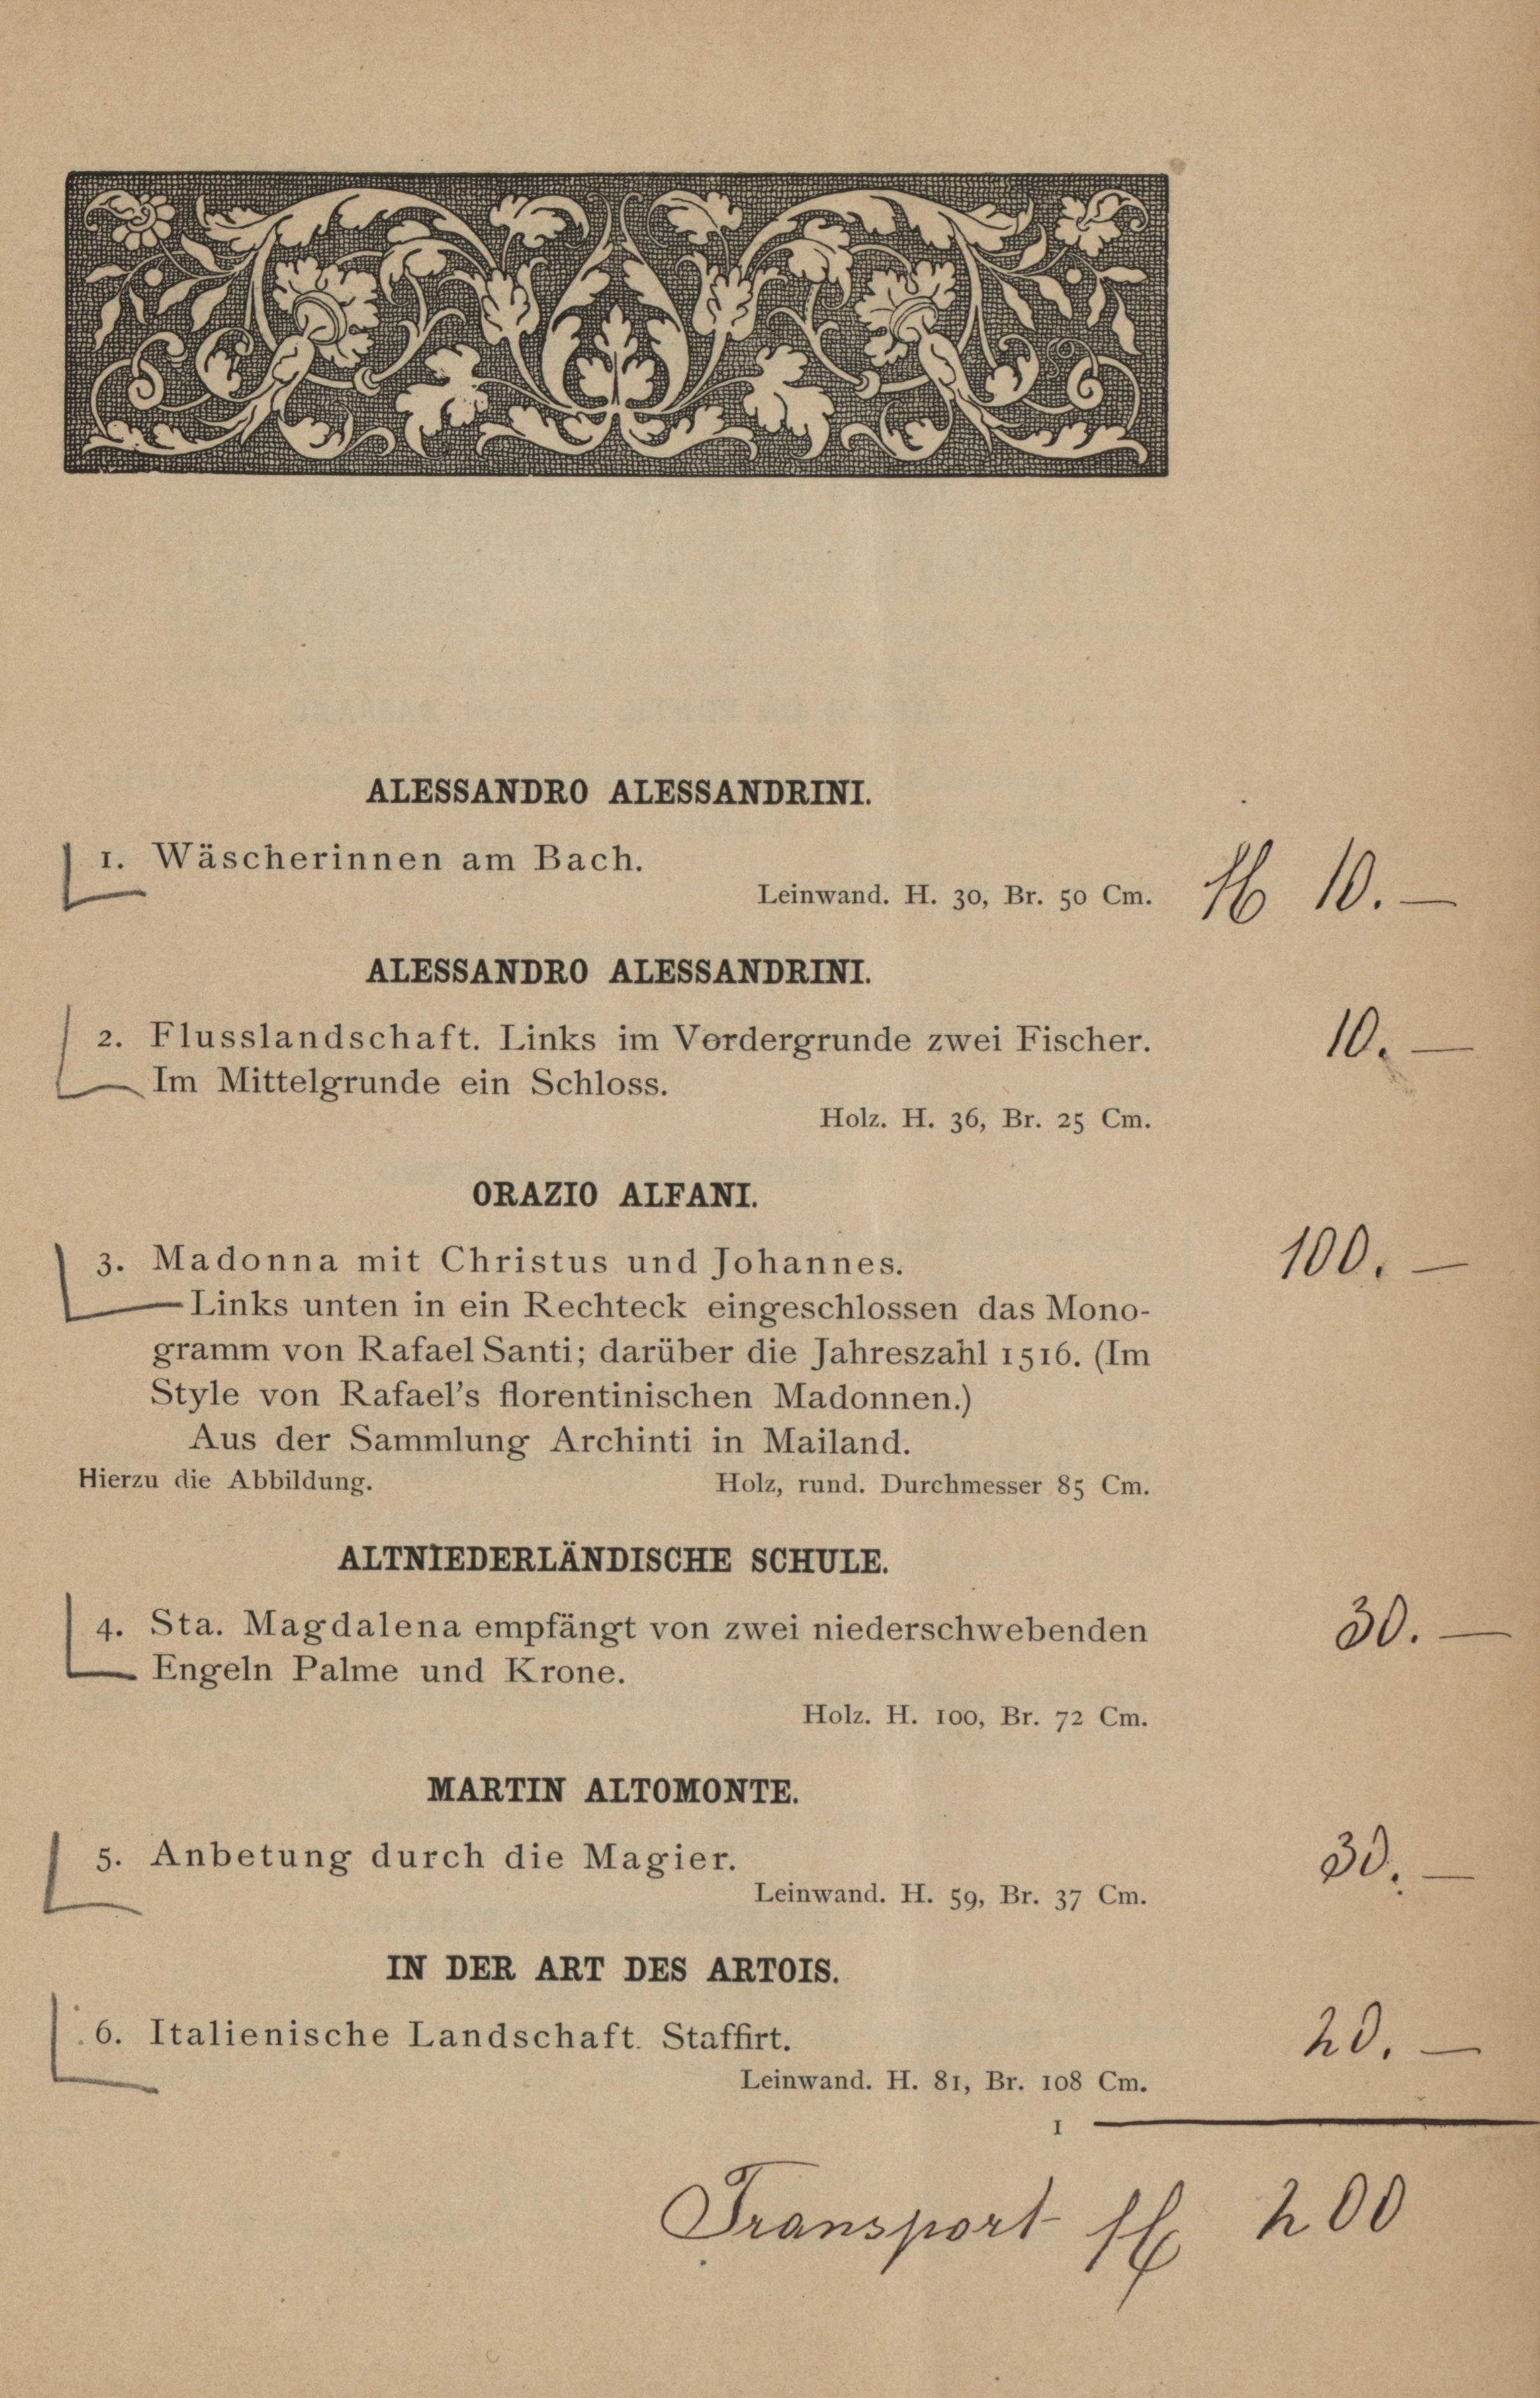 ALESSANDRO ALESSANDRINI.
1. Wäscherinnen am Bach.
Leinwand. H. 30, Br. 50 Cm. ℳ 10.—
ALESSANDRO ALESSANDRINI.
2. Flusslandschaft. Links im Vordergrunde zwei Fischer. 10.—
Im Mittelgrunde ein Schloss.
Holz. H. 36, Br. 25 Cm.
ORAZIO ALFANI.
3. Madonna mit Christus und Johannes. 100.—
Links unten in ein Rechteck eingeschlossen das Mono-
gramm von Rafael Santi; darüber die Jahreszahl 1516. (Im
Style von Rafael's florentinischen Madonnen.)
Aus der Sammlung Archinti in Mailand.
Hierzu die Abbildung. Holz, rund. Durchmesser 85 Cm.
ALTNIEDERLÄNDISCHE SCHULE.
4. Sta. Magdalena empfängt von zwei niederschwebenden 30.—
Engeln Palme und Krone.
Holz. H. 100, Br. 72 Cm.
MARTIN ALTOMONTE.
5. Anbetung durch die Magier. 30.—
Leinwand. H. 59, Br. 37 Cm.
IN DER ART DES ARTOIS.
6. Italienische Landschaft. Staffirt. 20.—
Leinwand. H. 81, Br. 108 Cm.
1
Transport ℳ 200